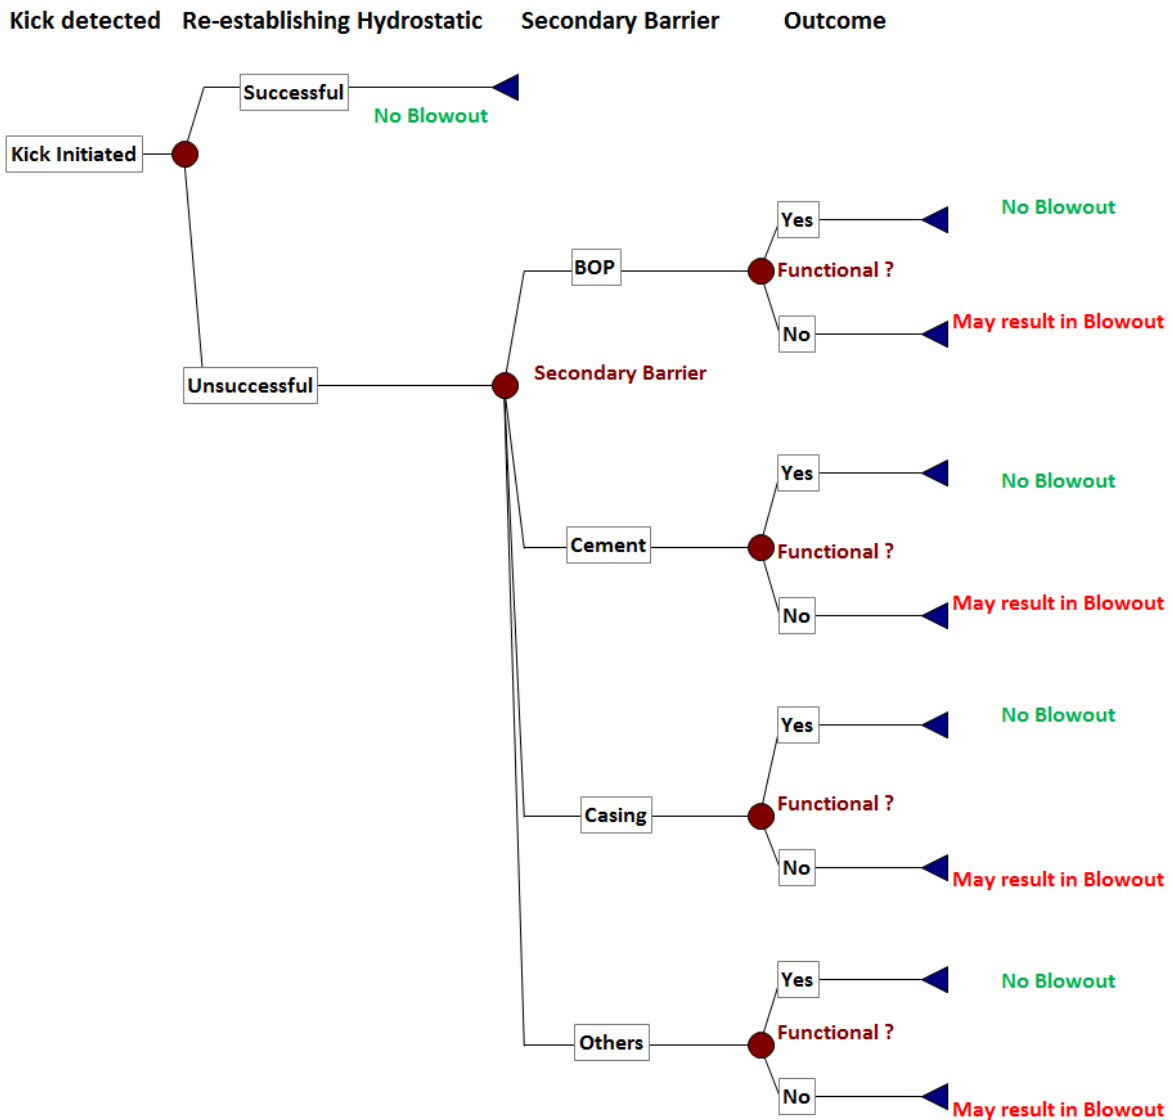 Kick detected Re-establishing Hydrostatic Secondary Barrier Outcome
Successful
No Blowout
Kick Initiated
Yes
No Blowout
BOP
Functional ?
No
May result in Blowout
Unsuccessful
Secondary Barrier
Yes
No Blowout
Cement
Functional ?
No
May result in Blowout
Yes
No Blowout
Casing
Functional ?
No
May result in Blowout
Yes
No Blowout
Others
Functional ?
No
May result in Blowout